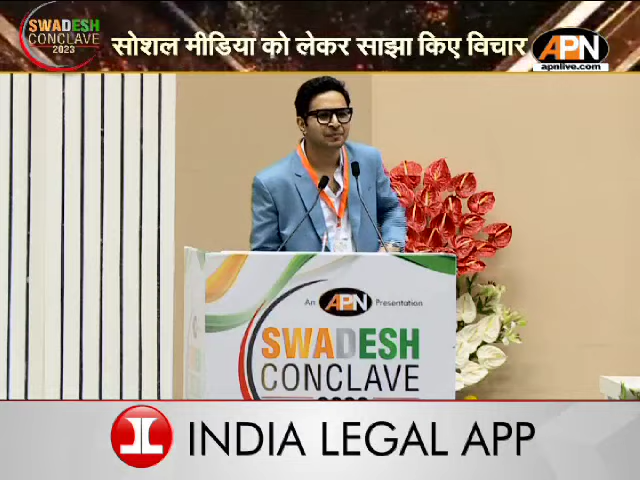 SWADESH
CONCLAVE
2023
सोशल मीडिया को लेकर साझा किए विचार
APN
apnlive.com
An APN Presentation
SWADESH
CONCLAVE
INDIA LEGAL APP